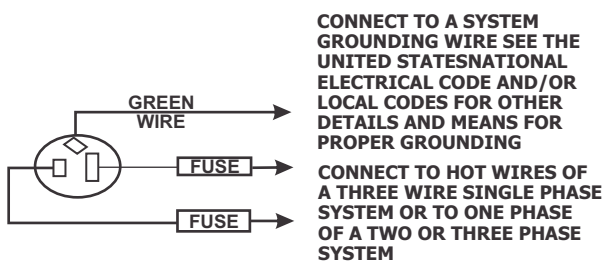 CONNECT TO A SYSTEM
GROUNDING WIRE SEE THE
UNITED STATESNATIONAL
ELECTRICAL CODE AND/OR
LOCAL CODES FOR OTHER
DETAILS AND MEANS FOR
PROPER GROUNDING
GREEN
WIRE
FUSE
CONNECT TO HOT WIRES OF
A THREE WIRE SINGLE PHASE
SYSTEM OR TO ONE PHASE
OF A TWO OR THREE PHASE
SYSTEM
FUSE